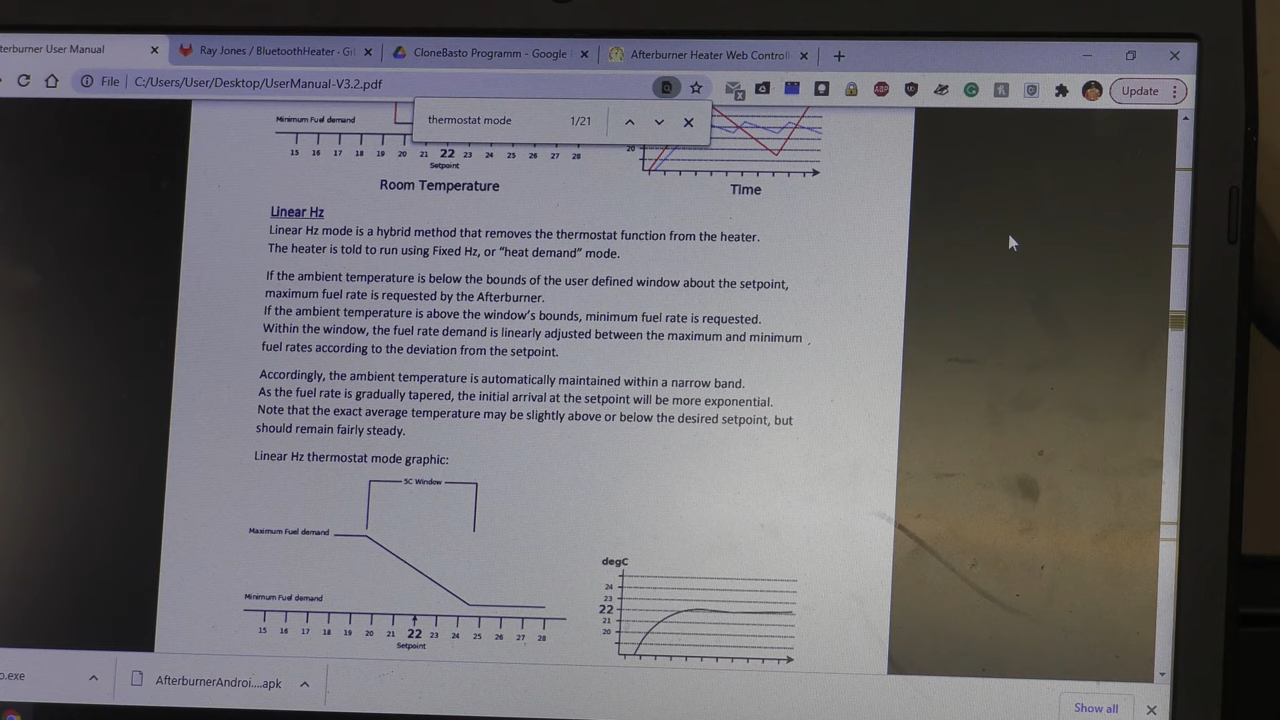 terburner User Manual
Ray Jones / BluetoothHeater · Git
CloneBasto Programm - Google
Afterburner Heater Web Controll
File C:/Users/User/Desktop/UserManual-V3.2.pdf
ABP
Update
thermostat mode 1/21
Minimum Fuel demand
15 16 17 18 19 20 21 22 23 24 25 26 27 28
Setpoint
Room Temperature
20
Time
Linear Hz
Linear Hz mode is a hybrid method that removes the thermostat function from the heater.
The heater is told to run using Fixed Hz, or “heat demand” mode.
If the ambient temperature is below the bounds of the user defined window about the setpoint,
maximum fuel rate is requested by the Afterburner.
If the ambient temperature is above the window’s bounds, minimum fuel rate is requested.
Within the window, the fuel rate demand is linearly adjusted between the maximum and minimum
fuel rates according to the deviation from the setpoint.
Accordingly, the ambient temperature is automatically maintained within a narrow band.
As the fuel rate is gradually tapered, the initial arrival at the setpoint will be more exponential.
Note that the exact average temperature may be slightly above or below the desired setpoint, but
should remain fairly steady.
Linear Hz thermostat mode graphic:
5C Window
Maximum Fuel demand
Minimum Fuel demand
15 16 17 18 19 20 21 22 23 24 25 26 27 28
Setpoint
degC
24
23
22
21
20
o.exe
AfterburnerAndroi....apk
Show all